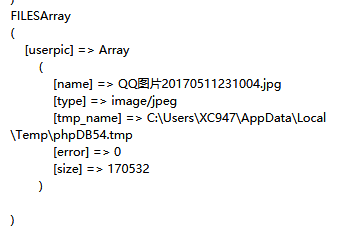 )
FILESArray
(
[userpic] => Array
(
[name] => QQ图片20170511231004.jpg
[type] => image/jpeg
[tmp_name] => C:\Users\XC947\AppData\Local
\Temp\phpDB54.tmp
[error] => 0
[size] => 170532
)
)